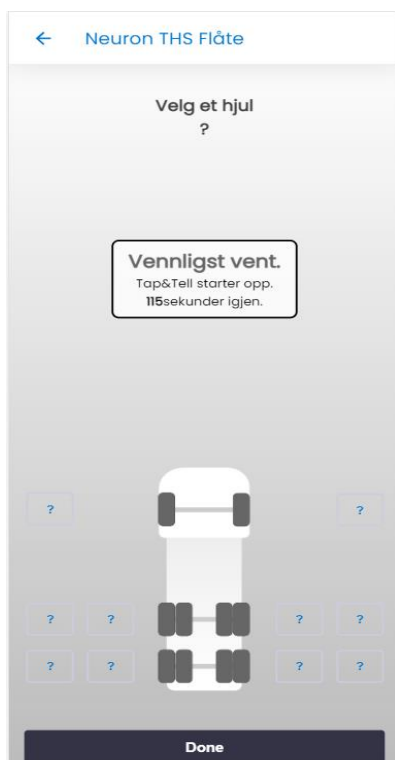 ← Neuron THS Flåte
Velg et hjul
?
Vennligst vent.
Tap&Tell starter opp.
115sekunder igjen.
? ?
? ? ? ?
? ? ? ?
Done